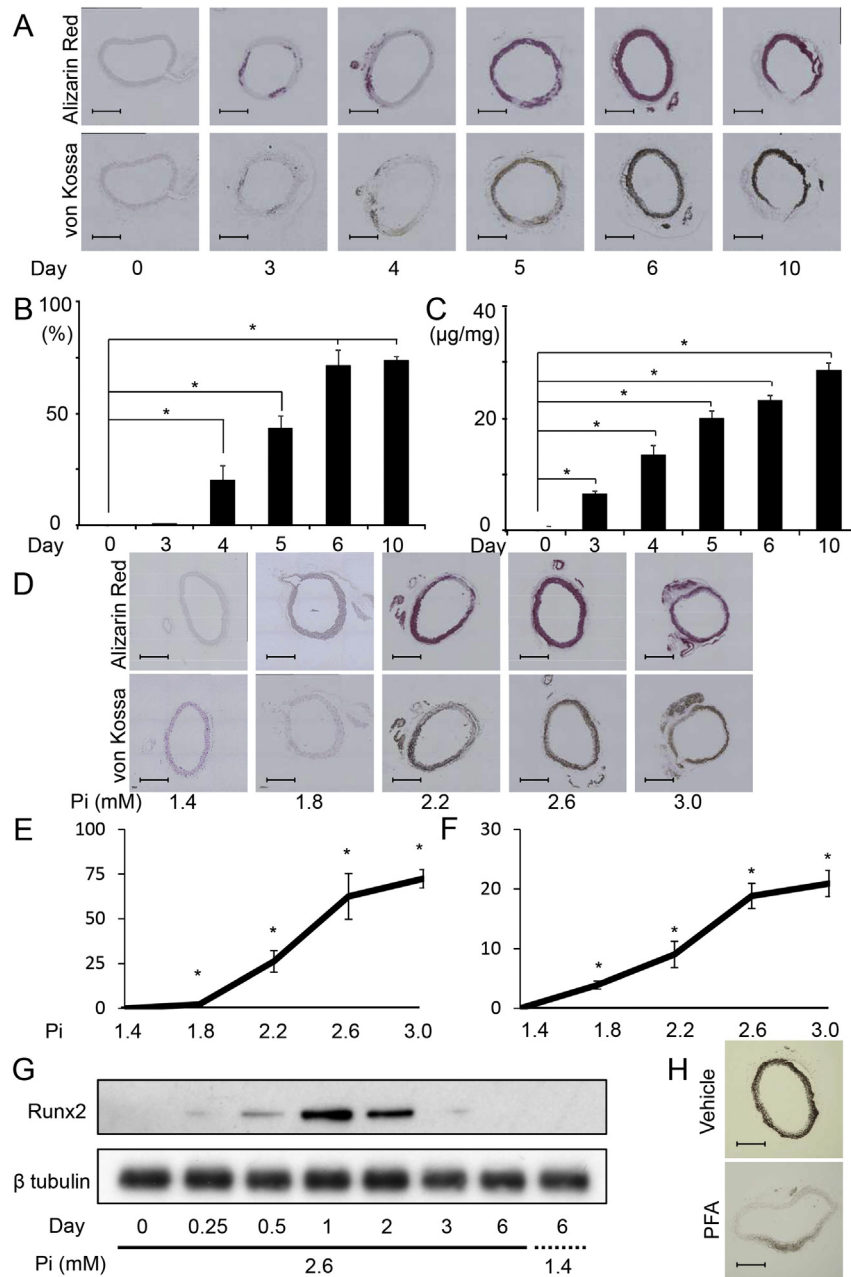 A
Alizarin Red
von Kossa
Day 0 3 4 5 6 10
B
100
(%)
50
0
* * *
Day 0 3 4 5 6 10
C
40
(µg/mg)
20
0
* * * * *
Day 0 3 4 5 6 10
D
Alizarin Red
von Kossa
Pi (mM) 1.4 1.8 2.2 2.6 3.0
E
100
75
50
25
0
* * * *
Pi 1.4 1.8 2.2 2.6 3.0
F
30
20
10
0
* * * *
1.4 1.8 2.2 2.6 3.0
G
Runx2
β tubulin
Day 0 0.25 0.5 1 2 3 6 6
Pi (mM) 2.6 1.4
H
Vehicle
PFA